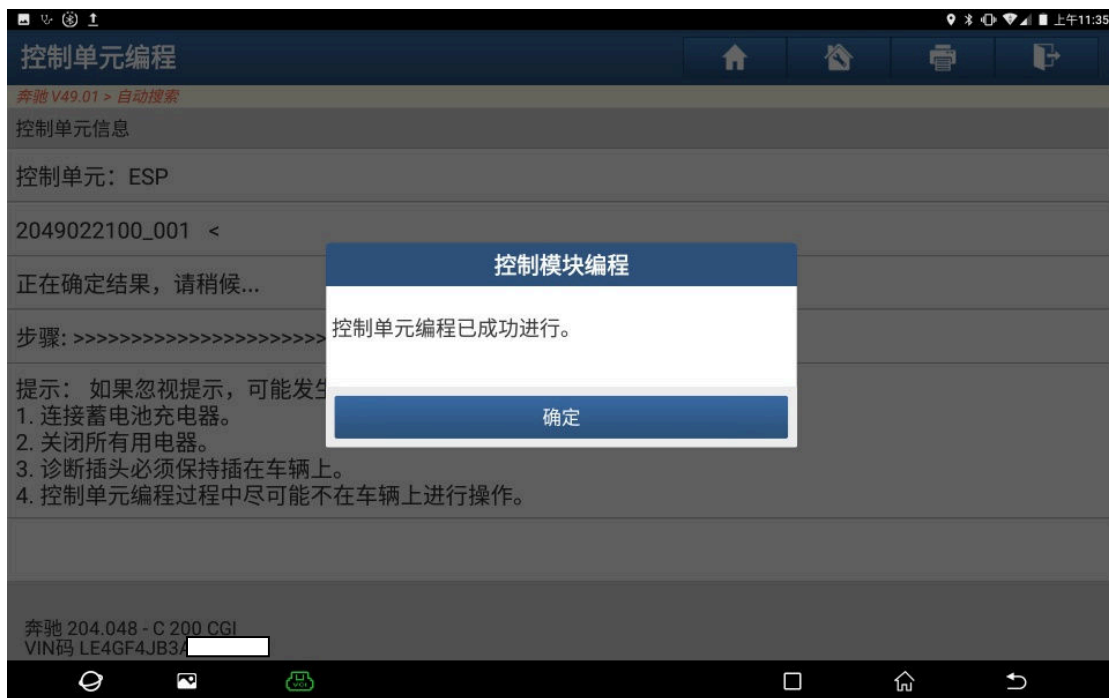 上午11:35
控制单元编程
奔驰 V49.01 > 自动搜索
控制单元信息
控制单元：ESP
2049022100_001 <
正在确定结果，请稍候...
步骤: >>>>>>>>>>>>>>>>>>>>>>
控制模块编程
控制单元编程已成功进行。
确定
提示： 如果忽视提示，可能发生
1. 连接蓄电池充电器。
2. 关闭所有用电器。
3. 诊断插头必须保持插在车辆上。
4. 控制单元编程过程中尽可能不在车辆上进行操作。
奔驰 204.048 - C 200 CGI
VIN码 LE4GF4JB3A
VCI